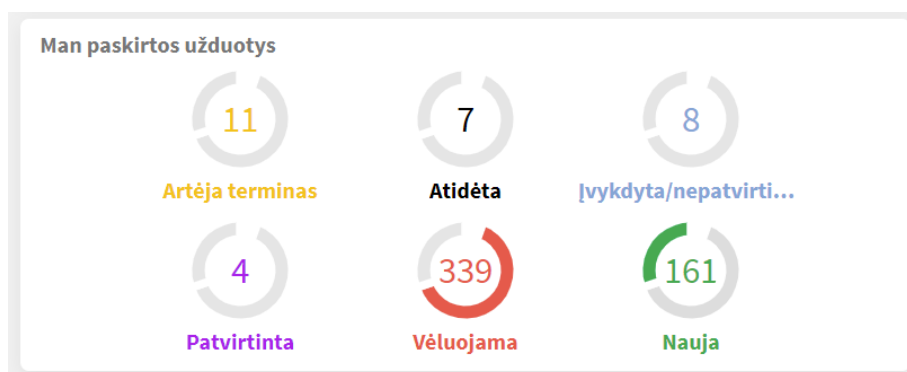 Man paskirtos užduotys
11 7 8
Artėja terminas Atidėta Įvykdyta/nepatvirti...
4 339 161
Patvirtinta Vėluojama Nauja